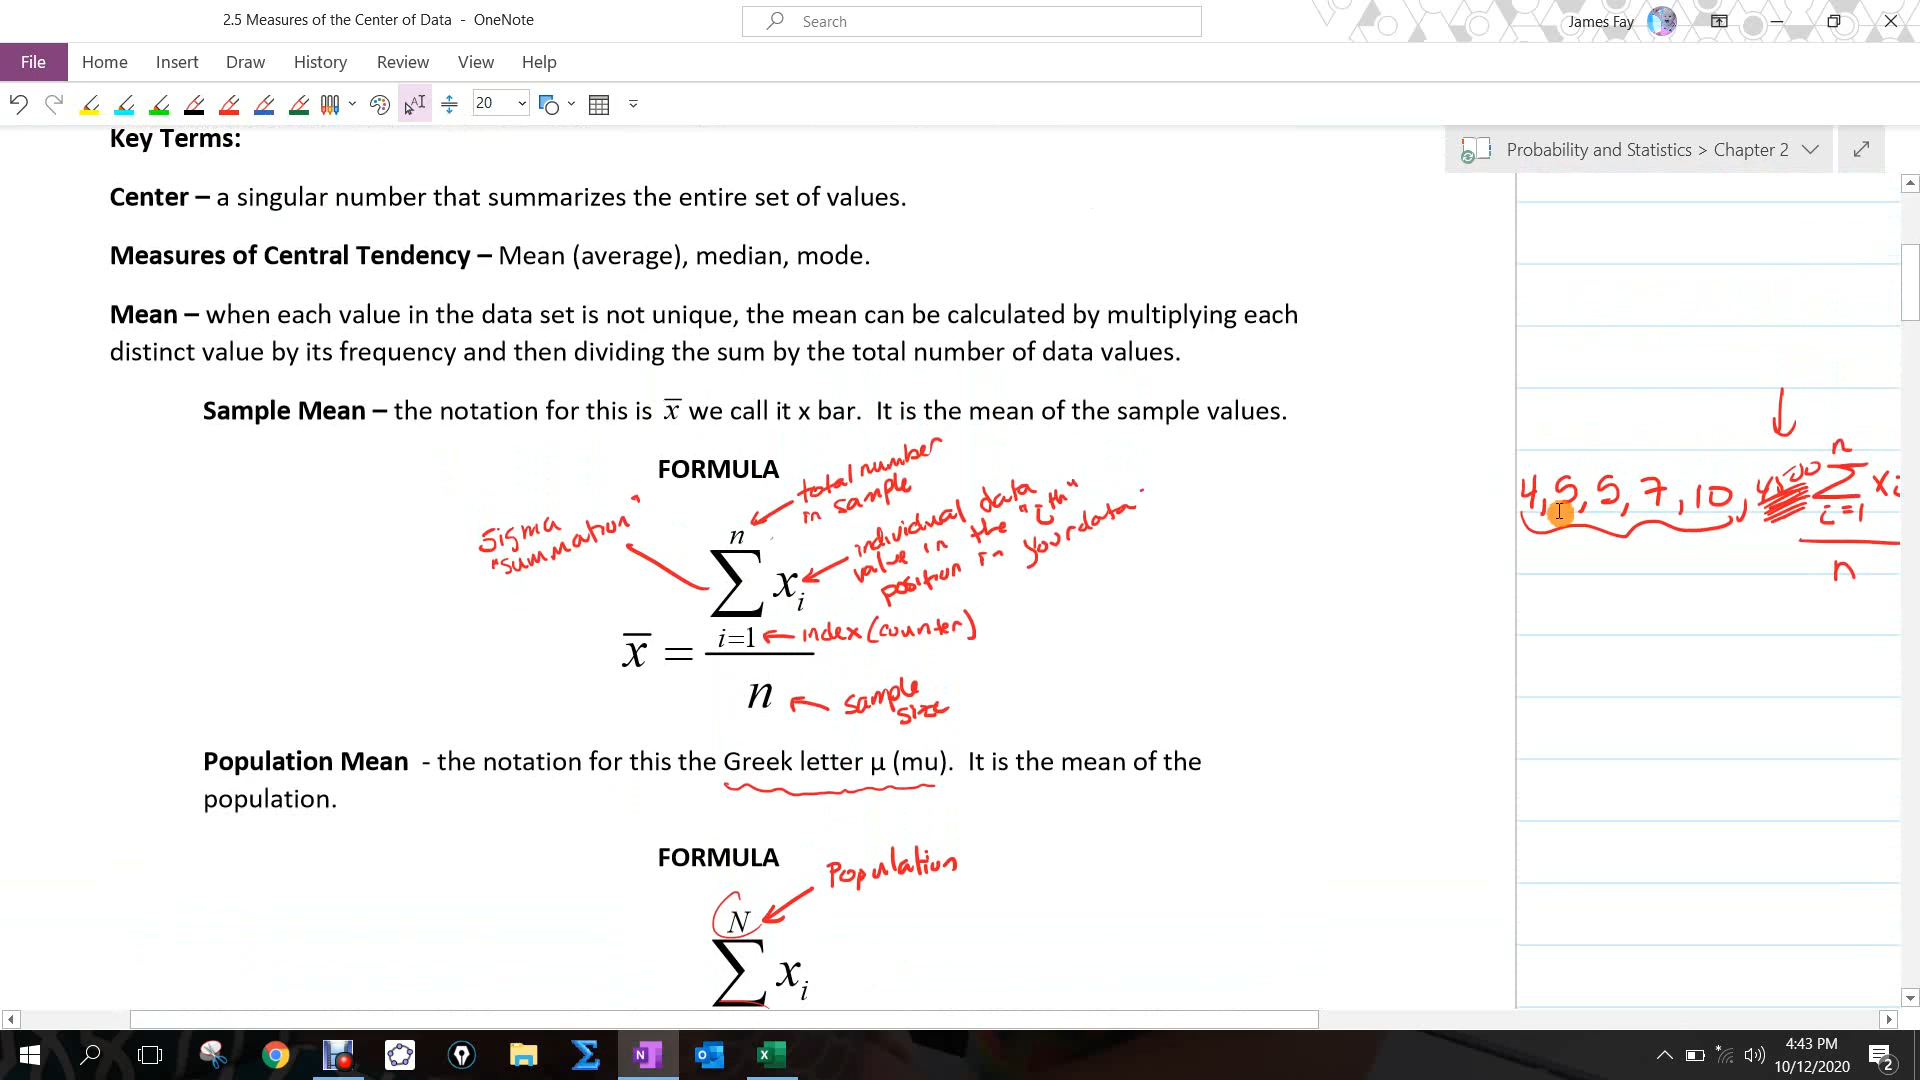 2.5 Measures of the Center of Data - OneNote
Search
James Fay
File Home Insert Draw History Review View Help
20
Probability and Statistics > Chapter 2
Key Terms:
Center – a singular number that summarizes the entire set of values.
Measures of Central Tendency – Mean (average), median, mode.
Mean – when each value in the data set is not unique, the mean can be calculated by multiplying each
distinct value by its frequency and then dividing the sum by the total number of data values.
Sample Mean – the notation for this is x̅ we call it x bar. It is the mean of the sample values.
FORMULA
total number
in sample
Sigma
"summation"
individual data
value in the "ith"
position in your data
n
∑ xᵢ
i=1
index (counter)
x̅ =
n
sample
size
4, 5, 5, 7, 10,
n
∑ xi
i=1
n
Population Mean - the notation for this the Greek letter μ (mu). It is the mean of the
population.
FORMULA
Population
N
∑ xᵢ
4:43 PM
10/12/2020
2